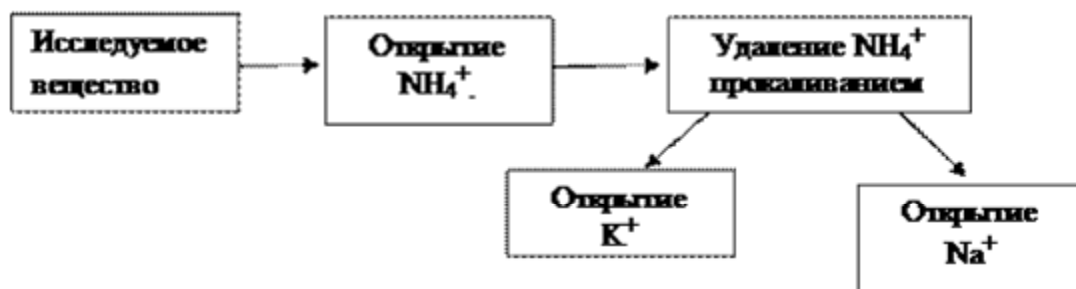 Исследуемое
вещество
Открытие
NH₄⁺.
Удаление NH₄⁺
прокаливанием
Открытие
K⁺
Открытие
Na⁺